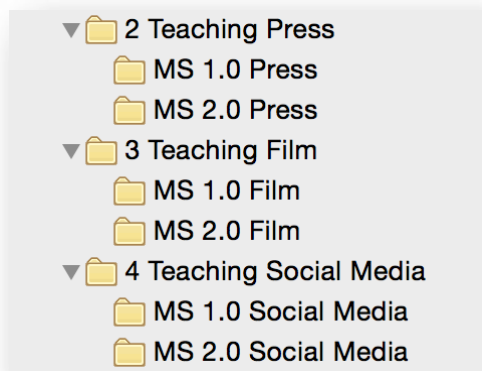 2 Teaching Press
MS 1.0 Press
MS 2.0 Press
3 Teaching Film
MS 1.0 Film
MS 2.0 Film
4 Teaching Social Media
MS 1.0 Social Media
MS 2.0 Social Media